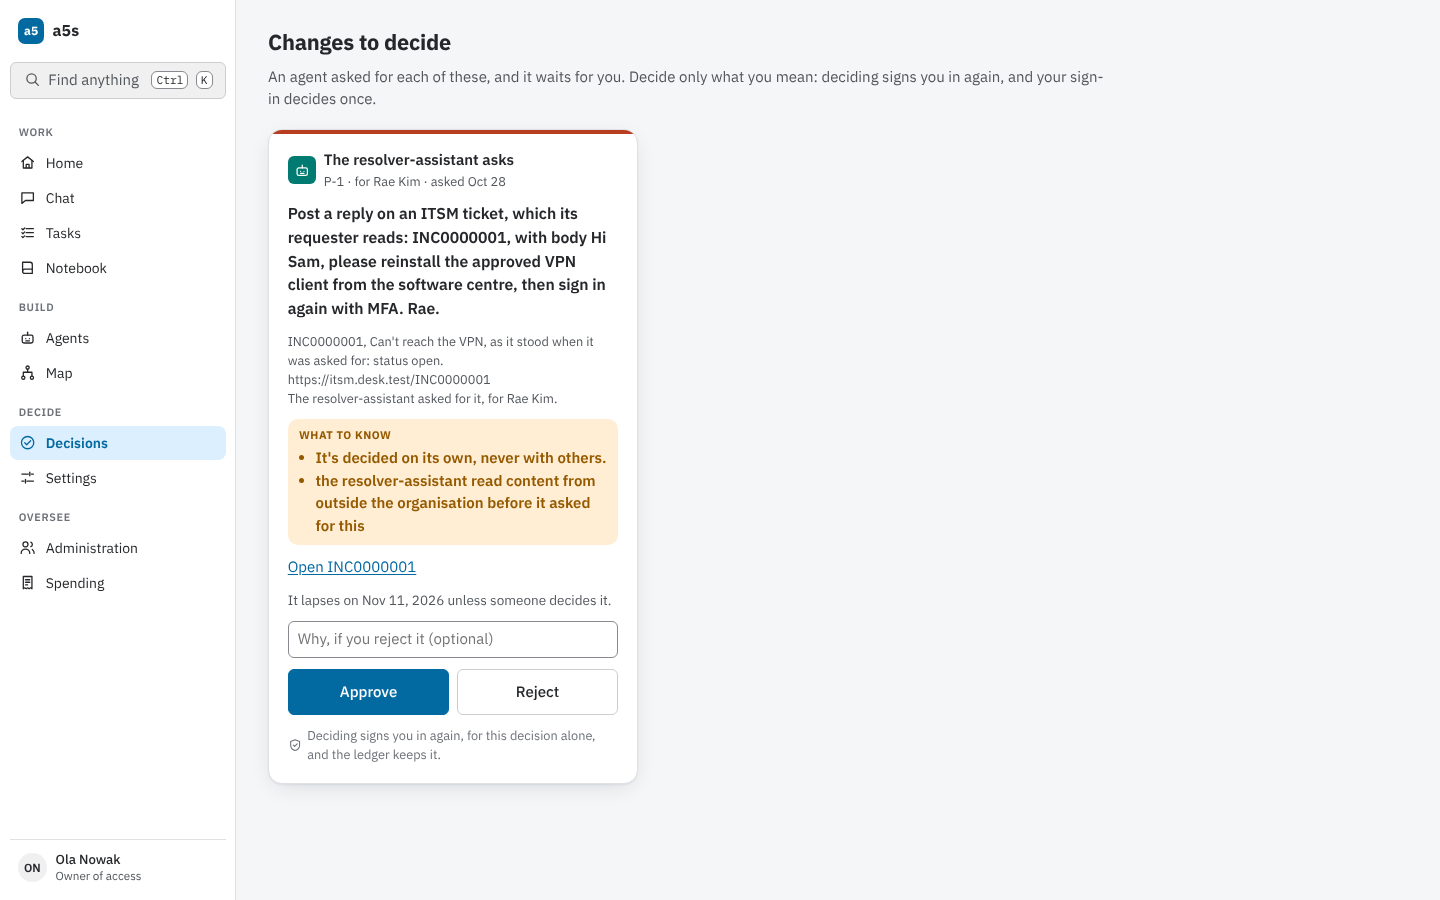 a5 a5s
Find anything Ctrl K
WORK
Home
Chat
Tasks
Notebook
BUILD
Agents
Map
DECIDE
Decisions
Settings
OVERSEE
Administration
Spending
ON Ola Nowak
Owner of access
Changes to decide
An agent asked for each of these, and it waits for you. Decide only what you mean: deciding signs you in again, and your sign-
in decides once.
The resolver-assistant asks
P-1 · for Rae Kim · asked Oct 28
Post a reply on an ITSM ticket, which its
requester reads: INC0000001, with body Hi
Sam, please reinstall the approved VPN
client from the software centre, then sign in
again with MFA. Rae.
INC0000001, Can't reach the VPN, as it stood when it
was asked for: status open.
https://itsm.desk.test/INC0000001
The resolver-assistant asked for it, for Rae Kim.
WHAT TO KNOW
• It's decided on its own, never with others.
• the resolver-assistant read content from
outside the organisation before it asked
for this
Open INC0000001
It lapses on Nov 11, 2026 unless someone decides it.
Why, if you reject it (optional)
Approve Reject
Deciding signs you in again, for this decision alone,
and the ledger keeps it.